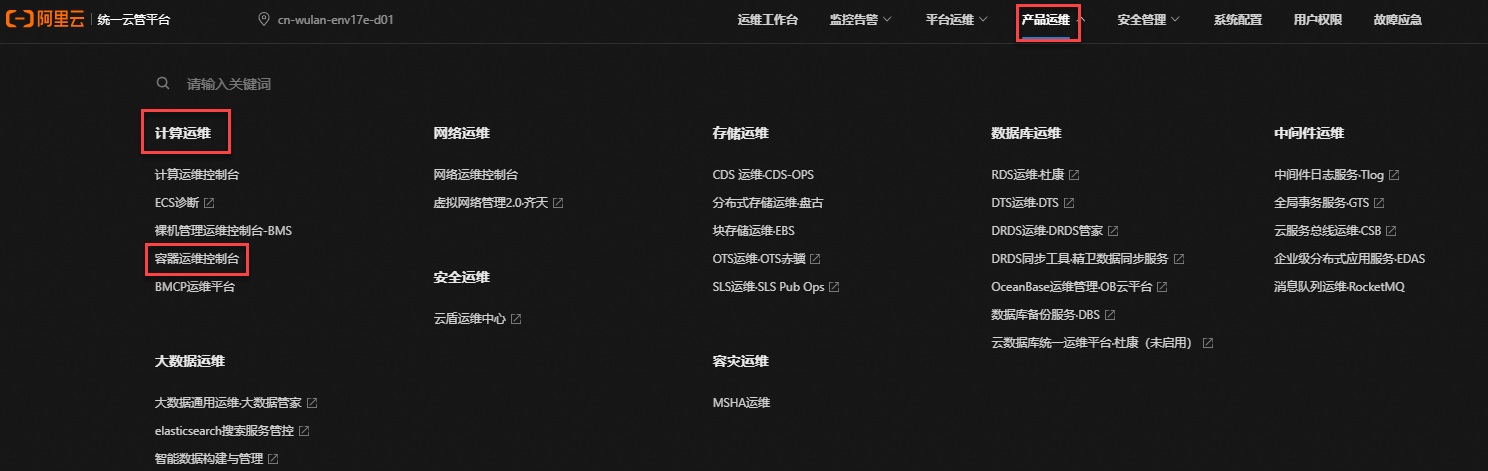 阿里云 统一云管平台 cn-wulan-env17e-d01 运维工作台 监控告警 平台运维 产品运维 安全管理 系统配置 用户权限 故障应急
请输入关键词
计算运维
计算运维控制台
ECS诊断
裸机管理运维控制台-BMS
容器运维控制台
BMCP运维平台
网络运维
网络运维控制台
虚拟网络管理2.0·齐天
安全运维
云盾运维中心
存储运维
CDS 运维·CDS-OPS
分布式存储运维·盘古
块存储运维·EBS
OTS运维·OTS赤骥
SLS运维·SLS Pub Ops
数据库运维
RDS运维·杜康
DTS运维·DTS
DRDS运维·DRDS管家
DRDS同步工具·精卫数据同步服务
OceanBase运维管理·OB云平台
数据库备份服务·DBS
云数据库统一运维平台·杜康（未启用）
中间件运维
中间件日志服务·Tlog
全局事务服务·GTS
云服务总线运维·CSB
企业级分布式应用服务·EDAS
消息队列运维·RocketMQ
大数据运维
大数据通用运维·大数据管家
elasticsearch搜索服务管控
智能数据构建与管理
容灾运维
MSHA运维